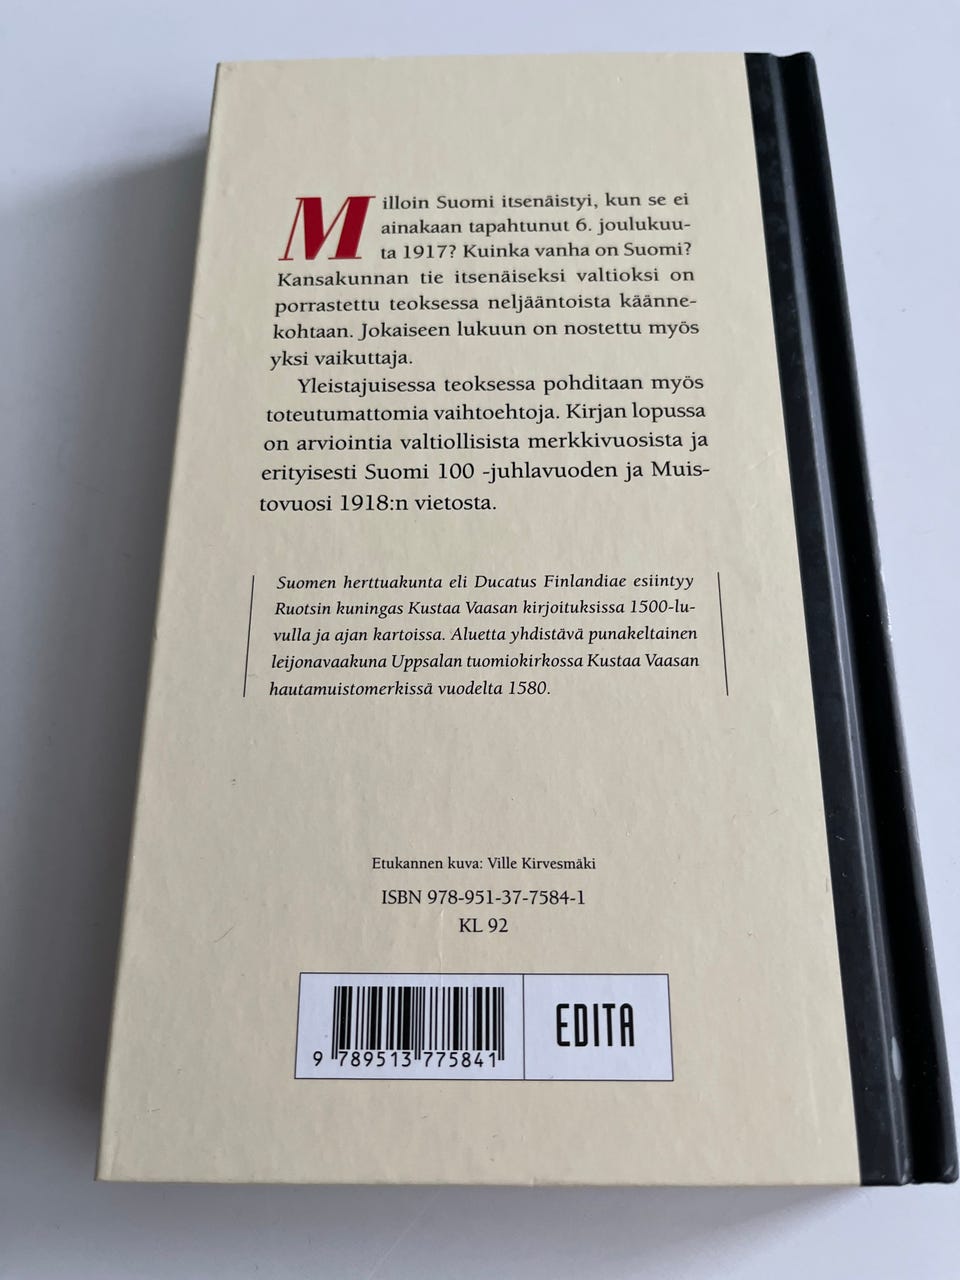 Milloin Suomi itsenäistyi, kun se ei
ainakaan tapahtunut 6. joulukuu-
ta 1917? Kuinka vanha on Suomi?
Kansakunnan tie itsenäiseksi valtioksi on
porrastettu teoksessa neljääntoista käänne-
kohtaan. Jokaiseen lukuun on nostettu myös
yksi vaikuttaja.
Yleistajuisessa teoksessa pohditaan myös
toteutumattomia vaihtoehtoja. Kirjan lopussa
on arviointia valtiollisista merkkivuosista ja
erityisesti Suomi 100 -juhlavuoden ja Muis-
tovuosi 1918:n vietosta.
Suomen herttuakunta eli Ducatus Finlandiae esiintyy
Ruotsin kuningas Kustaa Vaasan kirjoituksissa 1500-lu-
vulla ja ajan kartoissa. Aluetta yhdistävä punakeltainen
leijonavaakuna Uppsalan tuomiokirkossa Kustaa Vaasan
hautamuistomerkissä vuodelta 1580.
Etukannen kuva: Ville Kirvesmäki
ISBN 978-951-37-7584-1
KL 92
9 789513 775841
EDITA